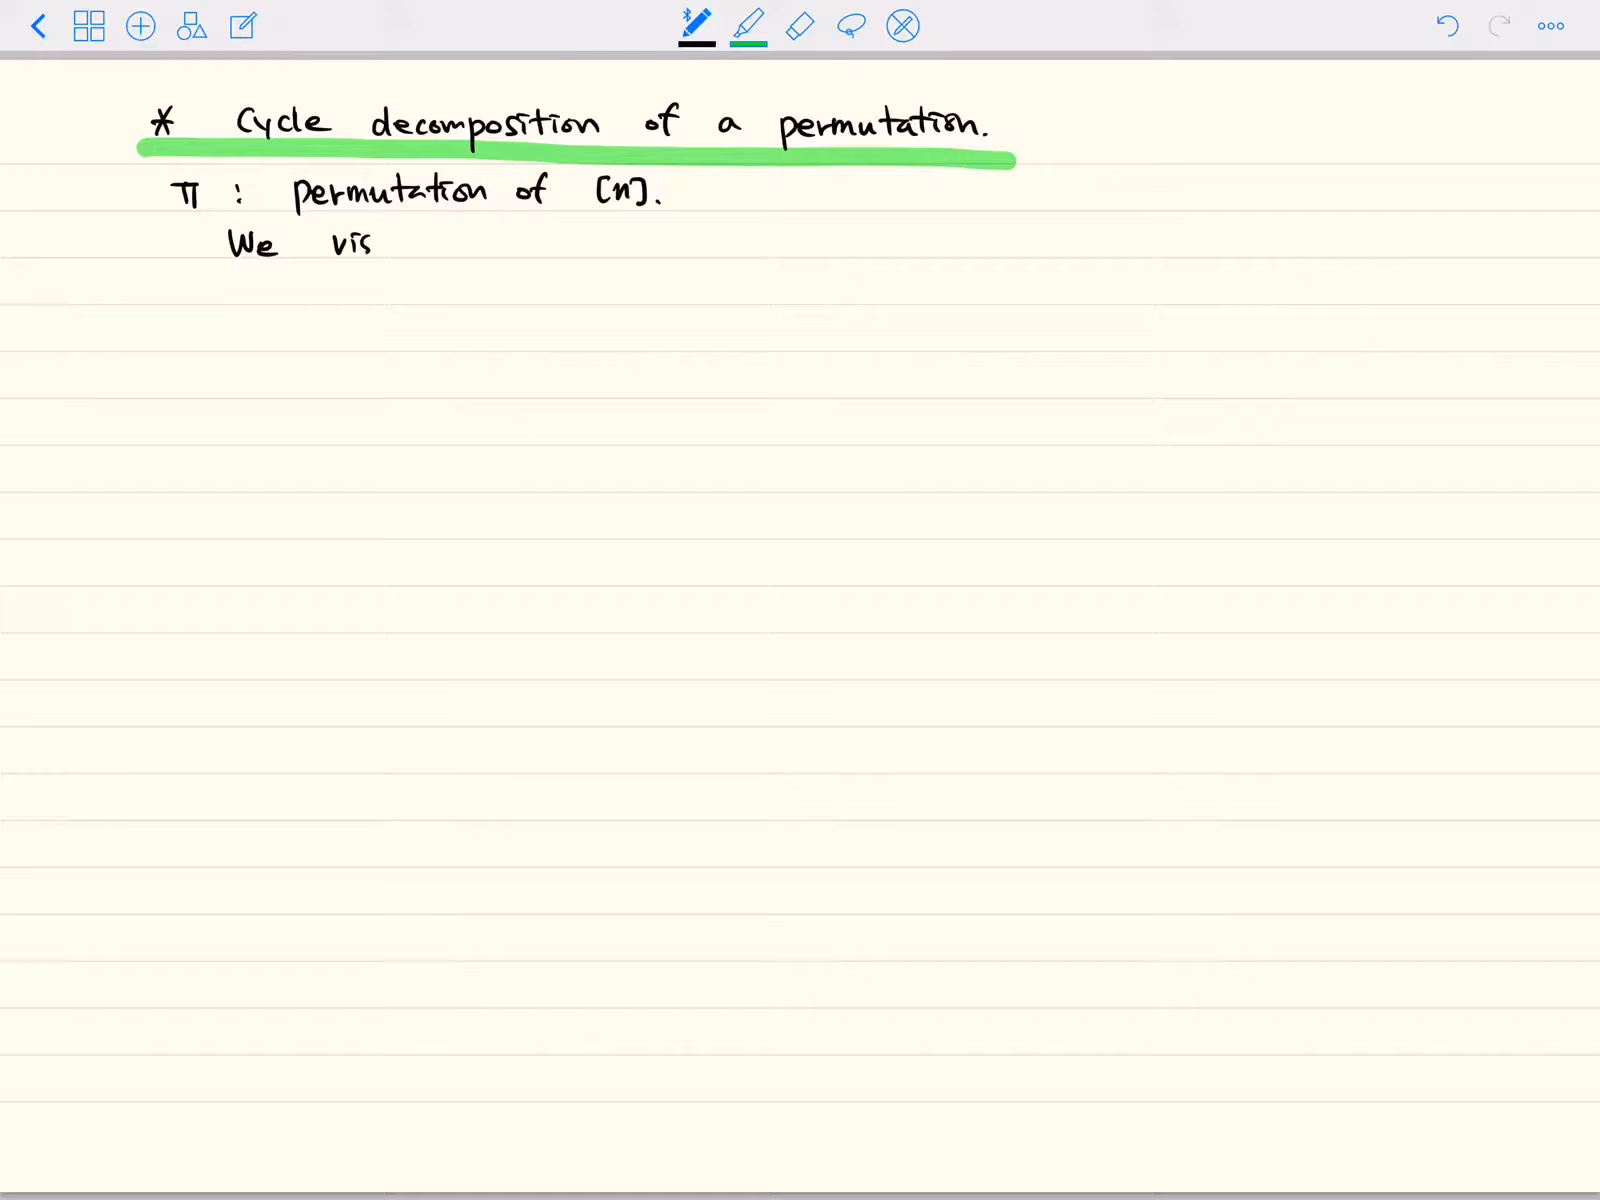 * Cycle decomposition of a permutation.
π : permutation of [n].
We vis